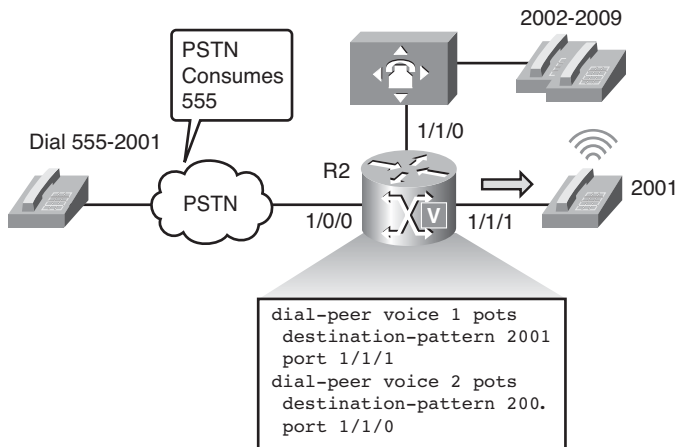 2002-2009
PSTN
Consumes
555
Dial 555-2001
1/1/0
R2
PSTN
V
2001
1/0/0
1/1/1
dial-peer voice 1 pots
destination-pattern 2001
port 1/1/1
dial-peer voice 2 pots
destination-pattern 200.
port 1/1/0